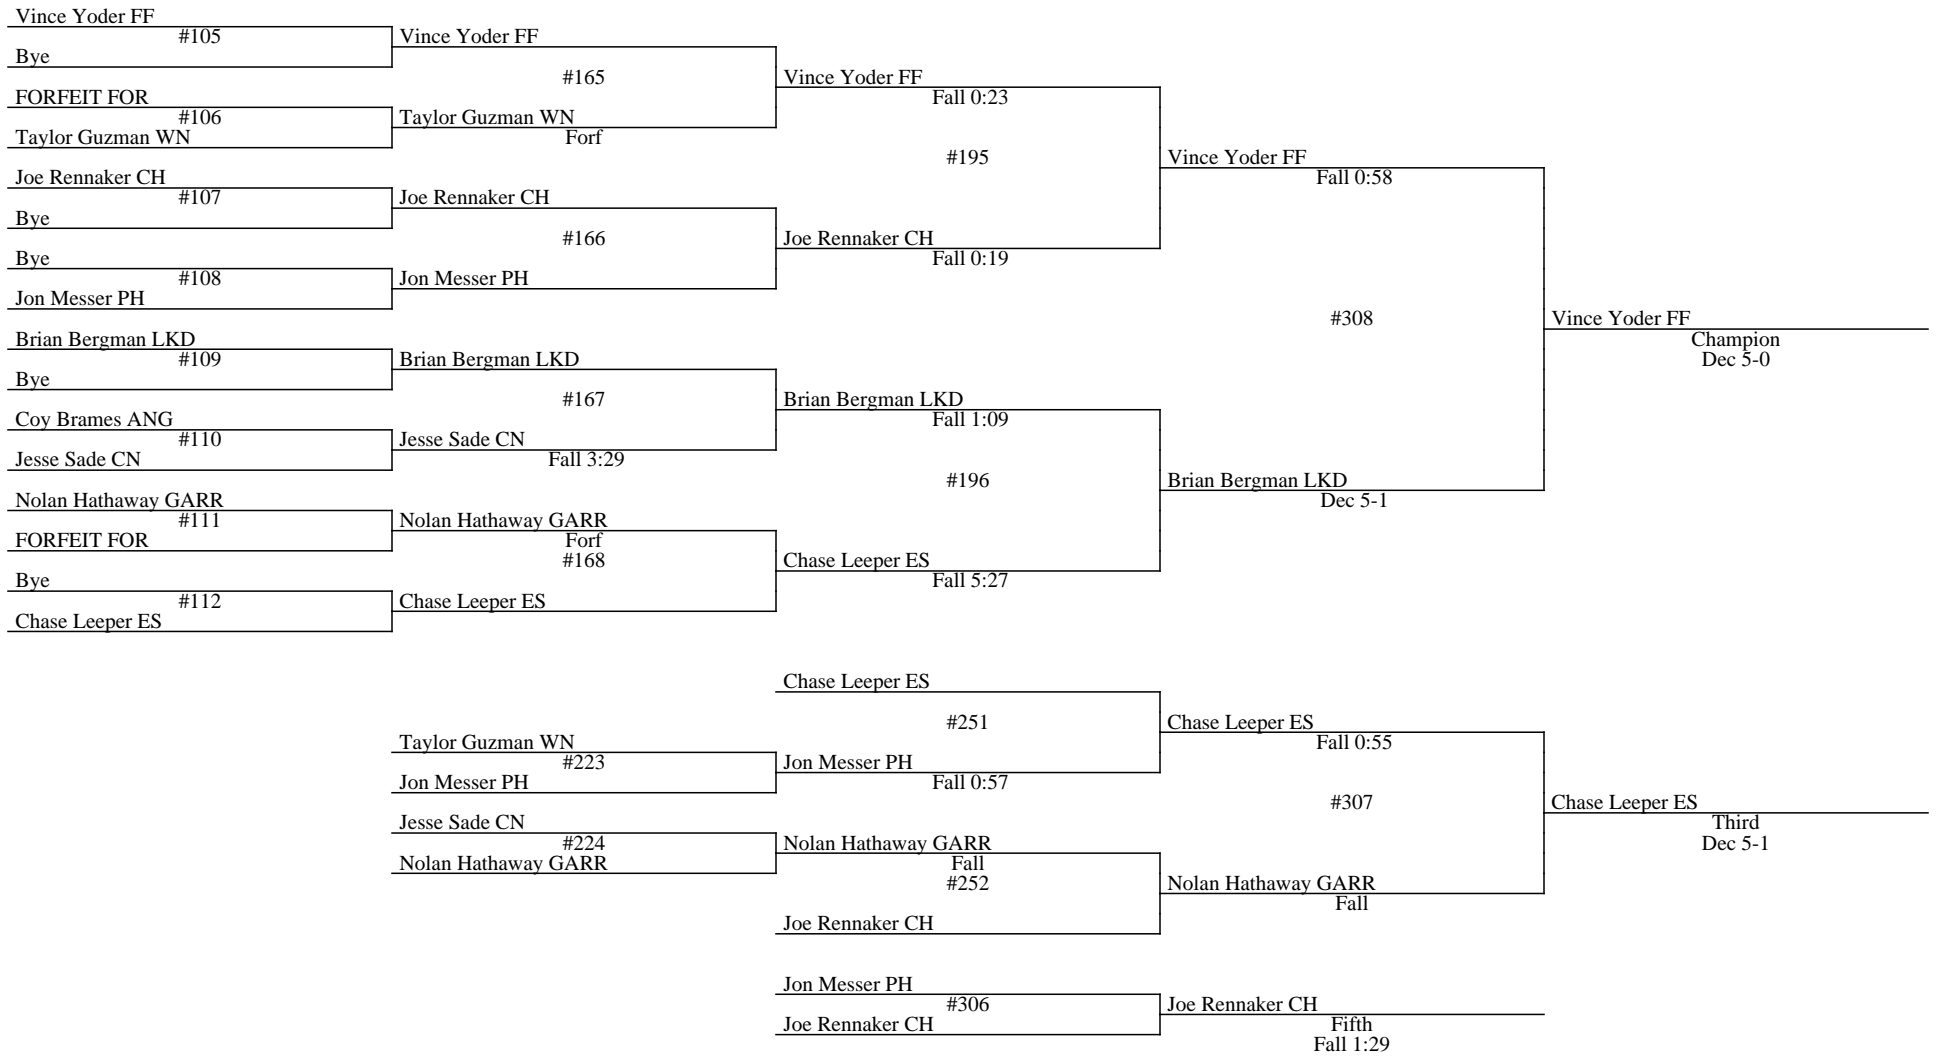 Vince Yoder FF
#105
Bye
FORFEIT FOR
#106
Taylor Guzman WN
Joe Rennaker CH
#107
Bye
Bye
#108
Jon Messer PH
Brian Bergman LKD
#109
Bye
Coy Brames ANG
#110
Jesse Sade CN
Nolan Hathaway GARR
#111
FORFEIT FOR
Bye
#112
Chase Leeper ES
Vince Yoder FF
#165
Taylor Guzman WN
Forf
Joe Rennaker CH
#166
Jon Messer PH
Brian Bergman LKD
#167
Jesse Sade CN
Fall 3:29
Nolan Hathaway GARR
Forf
#168
Chase Leeper ES
Vince Yoder FF
Fall 0:23
#195
Joe Rennaker CH
Fall 0:19
Brian Bergman LKD
Fall 1:09
#196
Chase Leeper ES
Fall 5:27
Vince Yoder FF
Fall 0:58
#308
Brian Bergman LKD
Dec 5-1
Vince Yoder FF
Champion
Dec 5-0
Taylor Guzman WN
#223
Jon Messer PH
Jesse Sade CN
#224
Nolan Hathaway GARR
Chase Leeper ES
#251
Jon Messer PH
Fall 0:57
Nolan Hathaway GARR
Fall
#252
Joe Rennaker CH
Chase Leeper ES
Fall 0:55
#307
Nolan Hathaway GARR
Fall
Chase Leeper ES
Third
Dec 5-1
Jon Messer PH
#306
Joe Rennaker CH
Joe Rennaker CH
Fifth
Fall 1:29